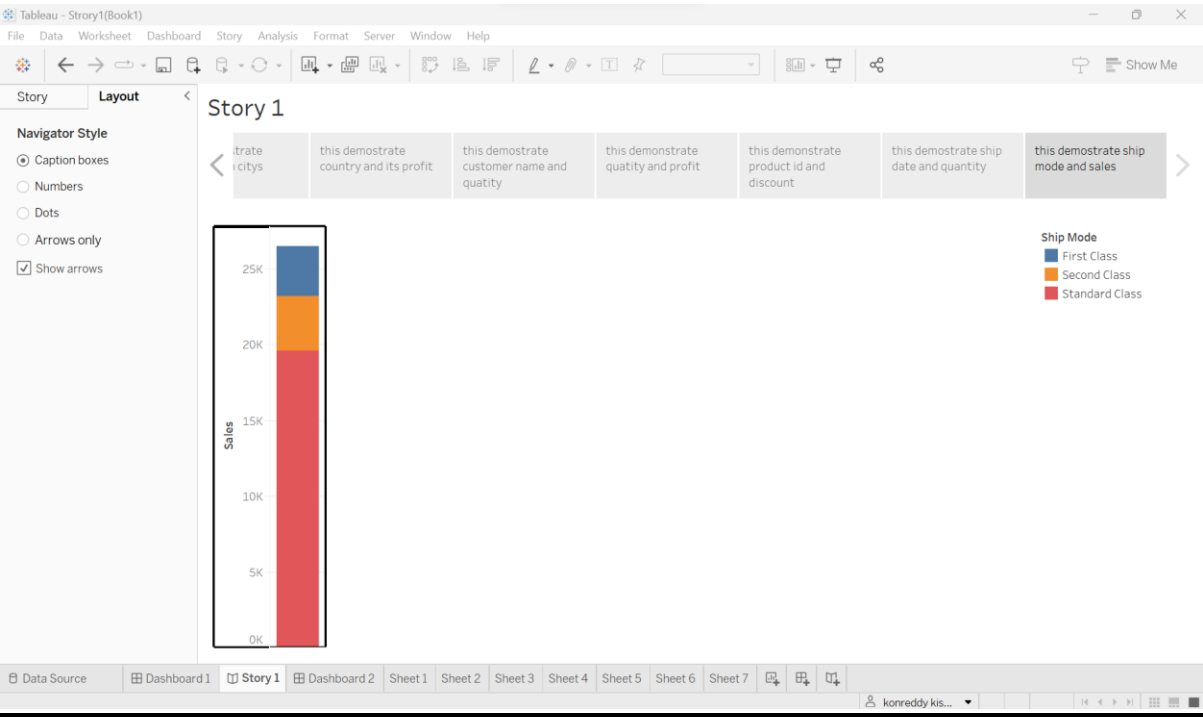 Tableau - Strory1(Book1)
File Data Worksheet Dashboard Story Analysis Format Server Window Help
Show Me
Story Layout
Story 1
Navigator Style
Caption boxes
Numbers
Dots
Arrows only
Show arrows
strate
citys
this demostrate
country and its profit
this demostrate
customer name and
quatity
this demonstrate
quatity and profit
this demonstrate
product id and
discount
this demostrate ship
date and quantity
this demostrate ship
mode and sales
25K
20K
15K
10K
5K
0K
Sales
Ship Mode
First Class
Second Class
Standard Class
Data Source Dashboard 1 Story 1 Dashboard 2 Sheet 1 Sheet 2 Sheet 3 Sheet 4 Sheet 5 Sheet 6 Sheet 7
konreddy kis...